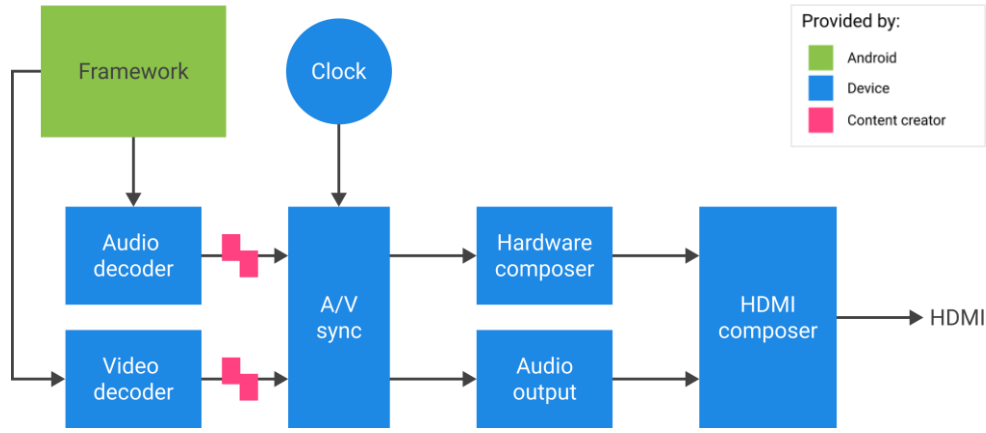 Framework
Clock
Provided by:
Android
Device
Content creator
Audio
decoder
A/V
sync
Hardware
composer
HDMI
composer
HDMI
Video
decoder
Audio
output